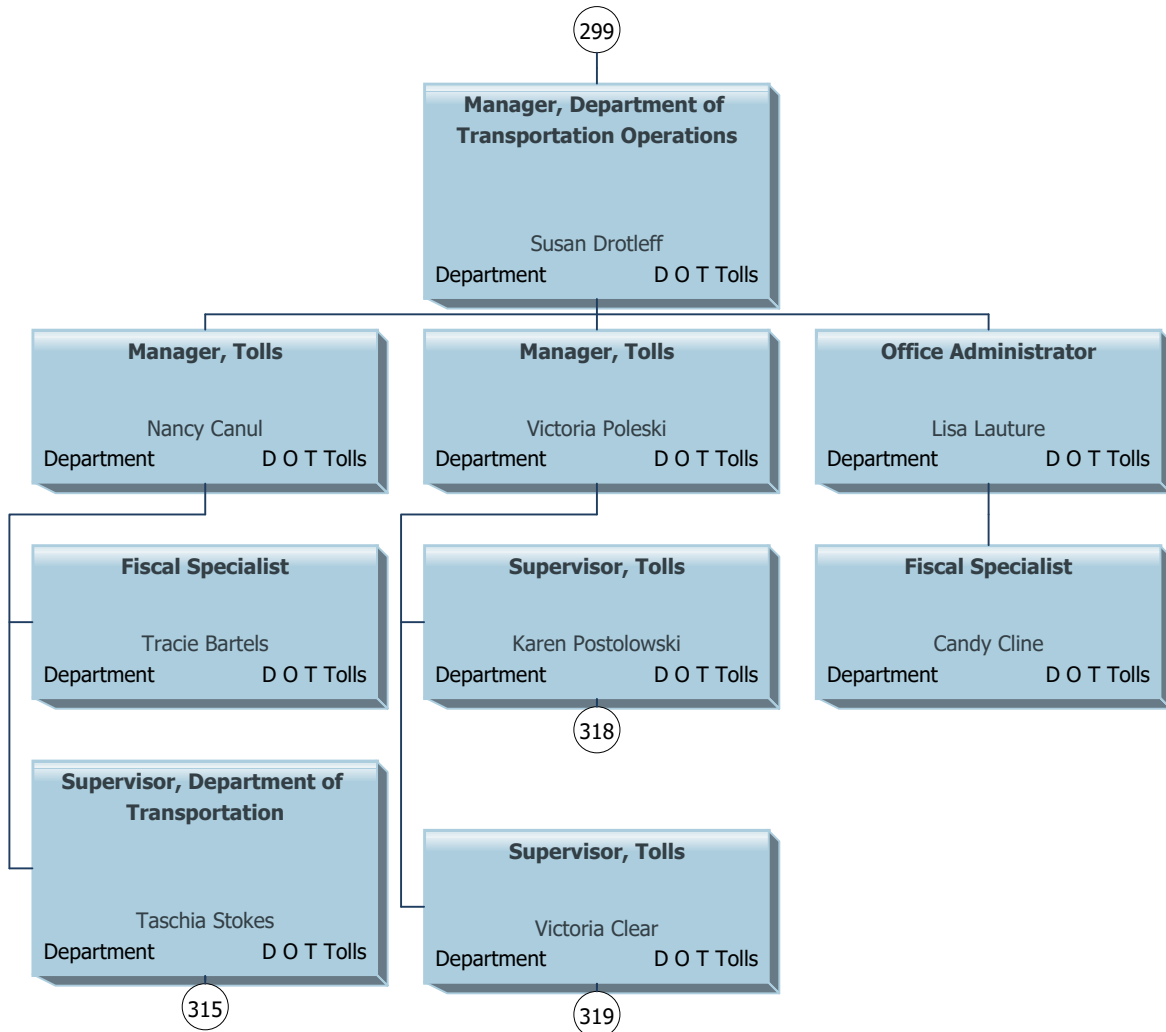 299
Manager, Department of
Transportation Operations
Susan Drotleff
Department D O T Tolls
Manager, Tolls
Nancy Canul
Department D O T Tolls
Manager, Tolls
Victoria Poleski
Department D O T Tolls
Office Administrator
Lisa Lauture
Department D O T Tolls
Fiscal Specialist
Tracie Bartels
Department D O T Tolls
Supervisor, Tolls
Karen Postolowski
Department D O T Tolls
318
Fiscal Specialist
Candy Cline
Department D O T Tolls
Supervisor, Department of
Transportation
Taschia Stokes
Department D O T Tolls
315
Supervisor, Tolls
Victoria Clear
Department D O T Tolls
319